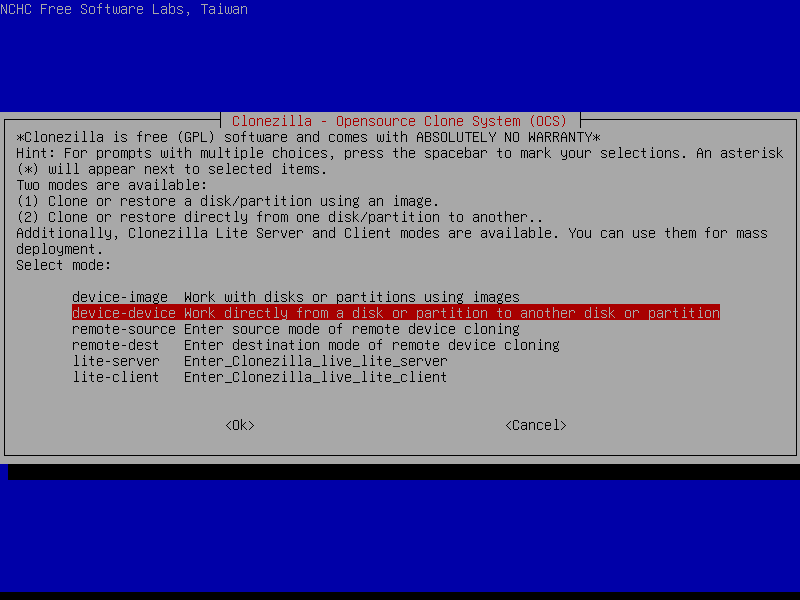 NCHC Free Software Labs, Taiwan
Clonezilla - Opensource Clone System (OCS)
*Clonezilla is free (GPL) software and comes with ABSOLUTELY NO WARRANTY*
Hint: For prompts with multiple choices, press the spacebar to mark your selections. An asterisk
(*) will appear next to selected items.
Two modes are available:
(1) Clone or restore a disk/partition using an image.
(2) Clone or restore directly from one disk/partition to another..
Additionally, Clonezilla Lite Server and Client modes are available. You can use them for mass
deployment.
Select mode:
device-image Work with disks or partitions using images
device-device Work directly from a disk or partition to another disk or partition
remote-source Enter source mode of remote device cloning
remote-dest Enter destination mode of remote device cloning
lite-server Enter_Clonezilla_live_lite_server
lite-client Enter_Clonezilla_live_lite_client
<Ok> <Cancel>